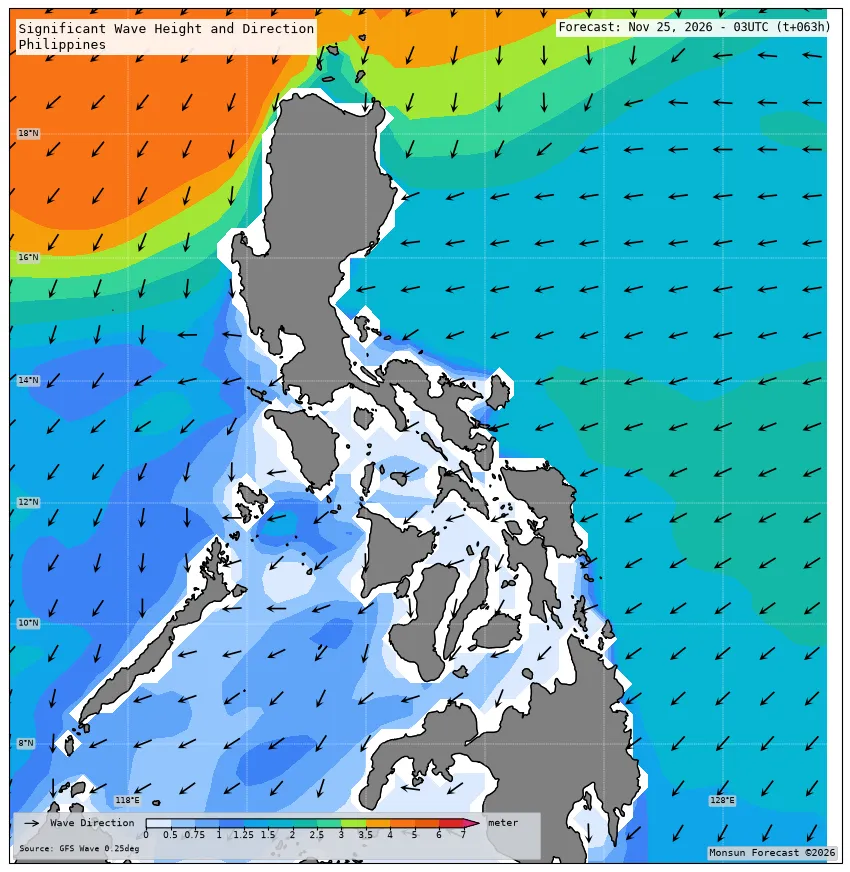 Significant Wave Height and Direction
Philippines
Forecast: Nov 25, 2026 - 03UTC (t+063h)
18°N
16°N
14°N
12°N
10°N
8°N
118°E
128°E
Wave Direction
meter
0 0.5 0.75 1 1.25 1.5 2 2.5 3 3.5 4 5 6 7
Source: GFS Wave 0.25deg
Monsun Forecast ©2026